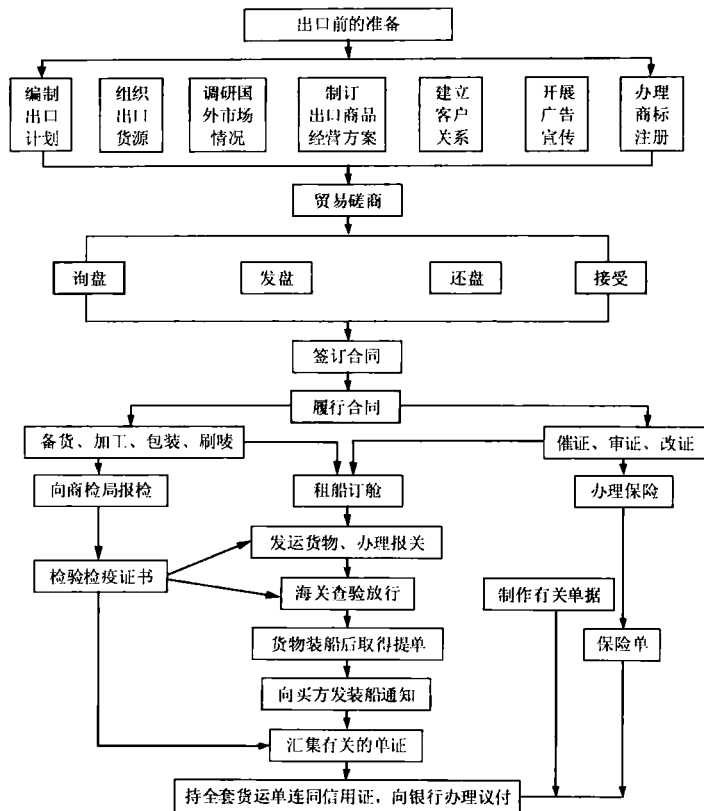 出口前的准备
编制
出口
计划
组织
出口
货源
调研国
外市场
情况
制订
出口商品
经营方案
建立
客户
关系
开展
广告
宣传
办理
商标
注册
贸易磋商
询盘
发盘
还盘
接受
签订合同
履行合同
备货、加工、包装、刷唛
催证、审证、改证
向商检局报检
租船订舱
办理保险
发运货物、办理报关
检验检疫证书
海关查验放行
制作有关单据
货物装船后取得提单
保险单
向买方发装船通知
汇集有关的单证
持全套货运单连同信用证，向银行办理议付